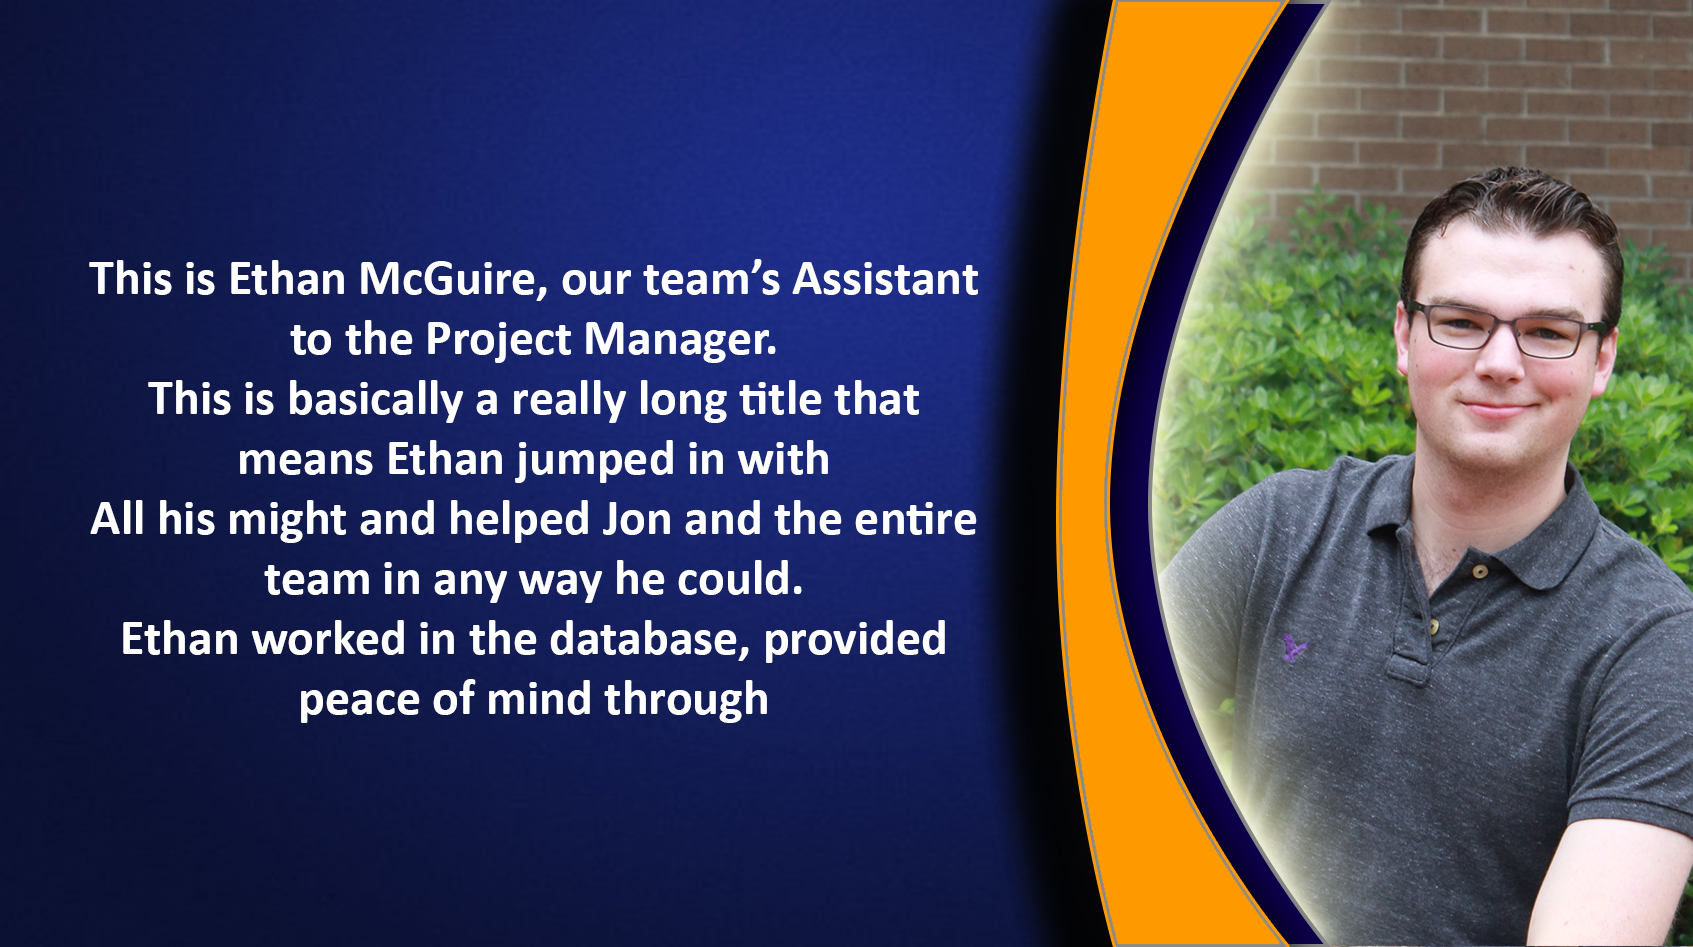 This is Ethan McGuire, our team’s Assistant
to the Project Manager.
This is basically a really long title that
means Ethan jumped in with
All his might and helped Jon and the entire
team in any way he could.
Ethan worked in the database, provided
peace of mind through